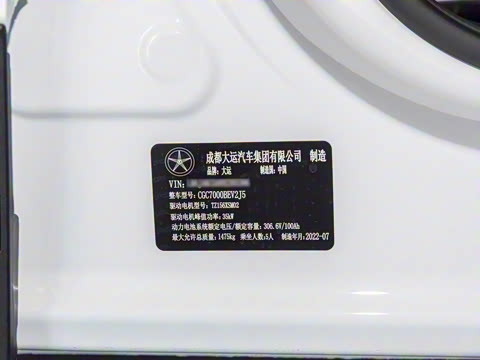 成都大运汽车集团有限公司 制造
品牌：大运 制造国：中国
VIN:
整车型号：CGC7000BEV2J5
驱动电机型号：TZ156XSM02
驱动电机峰值功率：35kW
动力电池系统额定电压/额定容量：306.6V/100Ah
最大允许总质量：1475kg 乘坐人数：5人 制造年月：2022-07